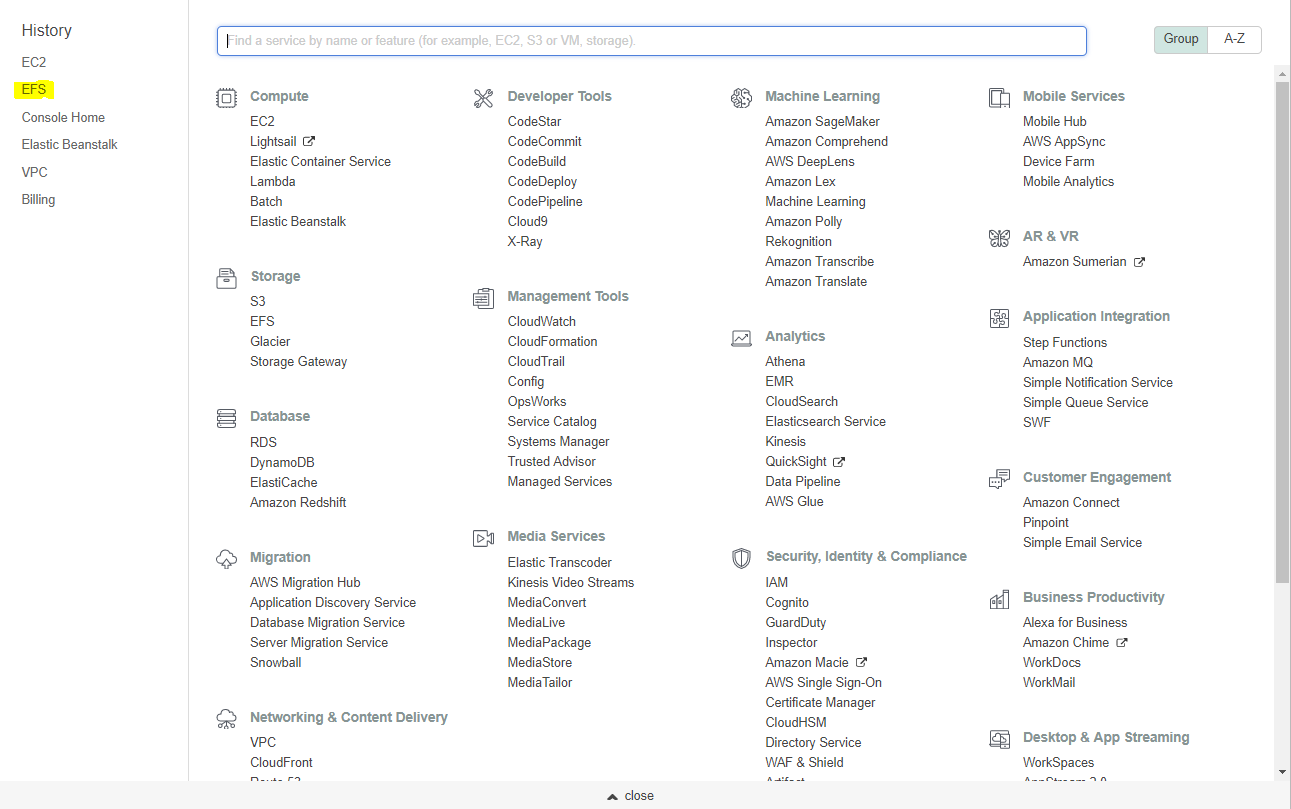 History
EC2
EFS
Console Home
Elastic Beanstalk
VPC
Billing
Find a service by name or feature (for example, EC2, S3 or VM, storage).
Group
A-Z
Compute
EC2
Lightsail
Elastic Container Service
Lambda
Batch
Elastic Beanstalk
Storage
S3
EFS
Glacier
Storage Gateway
Database
RDS
DynamoDB
ElastiCache
Amazon Redshift
Migration
AWS Migration Hub
Application Discovery Service
Database Migration Service
Server Migration Service
Snowball
Networking & Content Delivery
VPC
CloudFront
Route 53
Developer Tools
CodeStar
CodeCommit
CodeBuild
CodeDeploy
CodePipeline
Cloud9
X-Ray
Management Tools
CloudWatch
CloudFormation
CloudTrail
Config
OpsWorks
Service Catalog
Systems Manager
Trusted Advisor
Managed Services
Media Services
Elastic Transcoder
Kinesis Video Streams
MediaConvert
MediaLive
MediaPackage
MediaStore
MediaTailor
Machine Learning
Amazon SageMaker
Amazon Comprehend
AWS DeepLens
Amazon Lex
Machine Learning
Amazon Polly
Rekognition
Amazon Transcribe
Amazon Translate
Analytics
Athena
EMR
CloudSearch
Elasticsearch Service
Kinesis
QuickSight
Data Pipeline
AWS Glue
Security, Identity & Compliance
IAM
Cognito
GuardDuty
Inspector
Amazon Macie
AWS Single Sign-On
Certificate Manager
CloudHSM
Directory Service
WAF & Shield
Artifact
Mobile Services
Mobile Hub
AWS AppSync
Device Farm
Mobile Analytics
AR & VR
Amazon Sumerian
Application Integration
Step Functions
Amazon MQ
Simple Notification Service
Simple Queue Service
SWF
Customer Engagement
Amazon Connect
Pinpoint
Simple Email Service
Business Productivity
Alexa for Business
Amazon Chime
WorkDocs
WorkMail
Desktop & App Streaming
WorkSpaces
AppStream 2.0
close